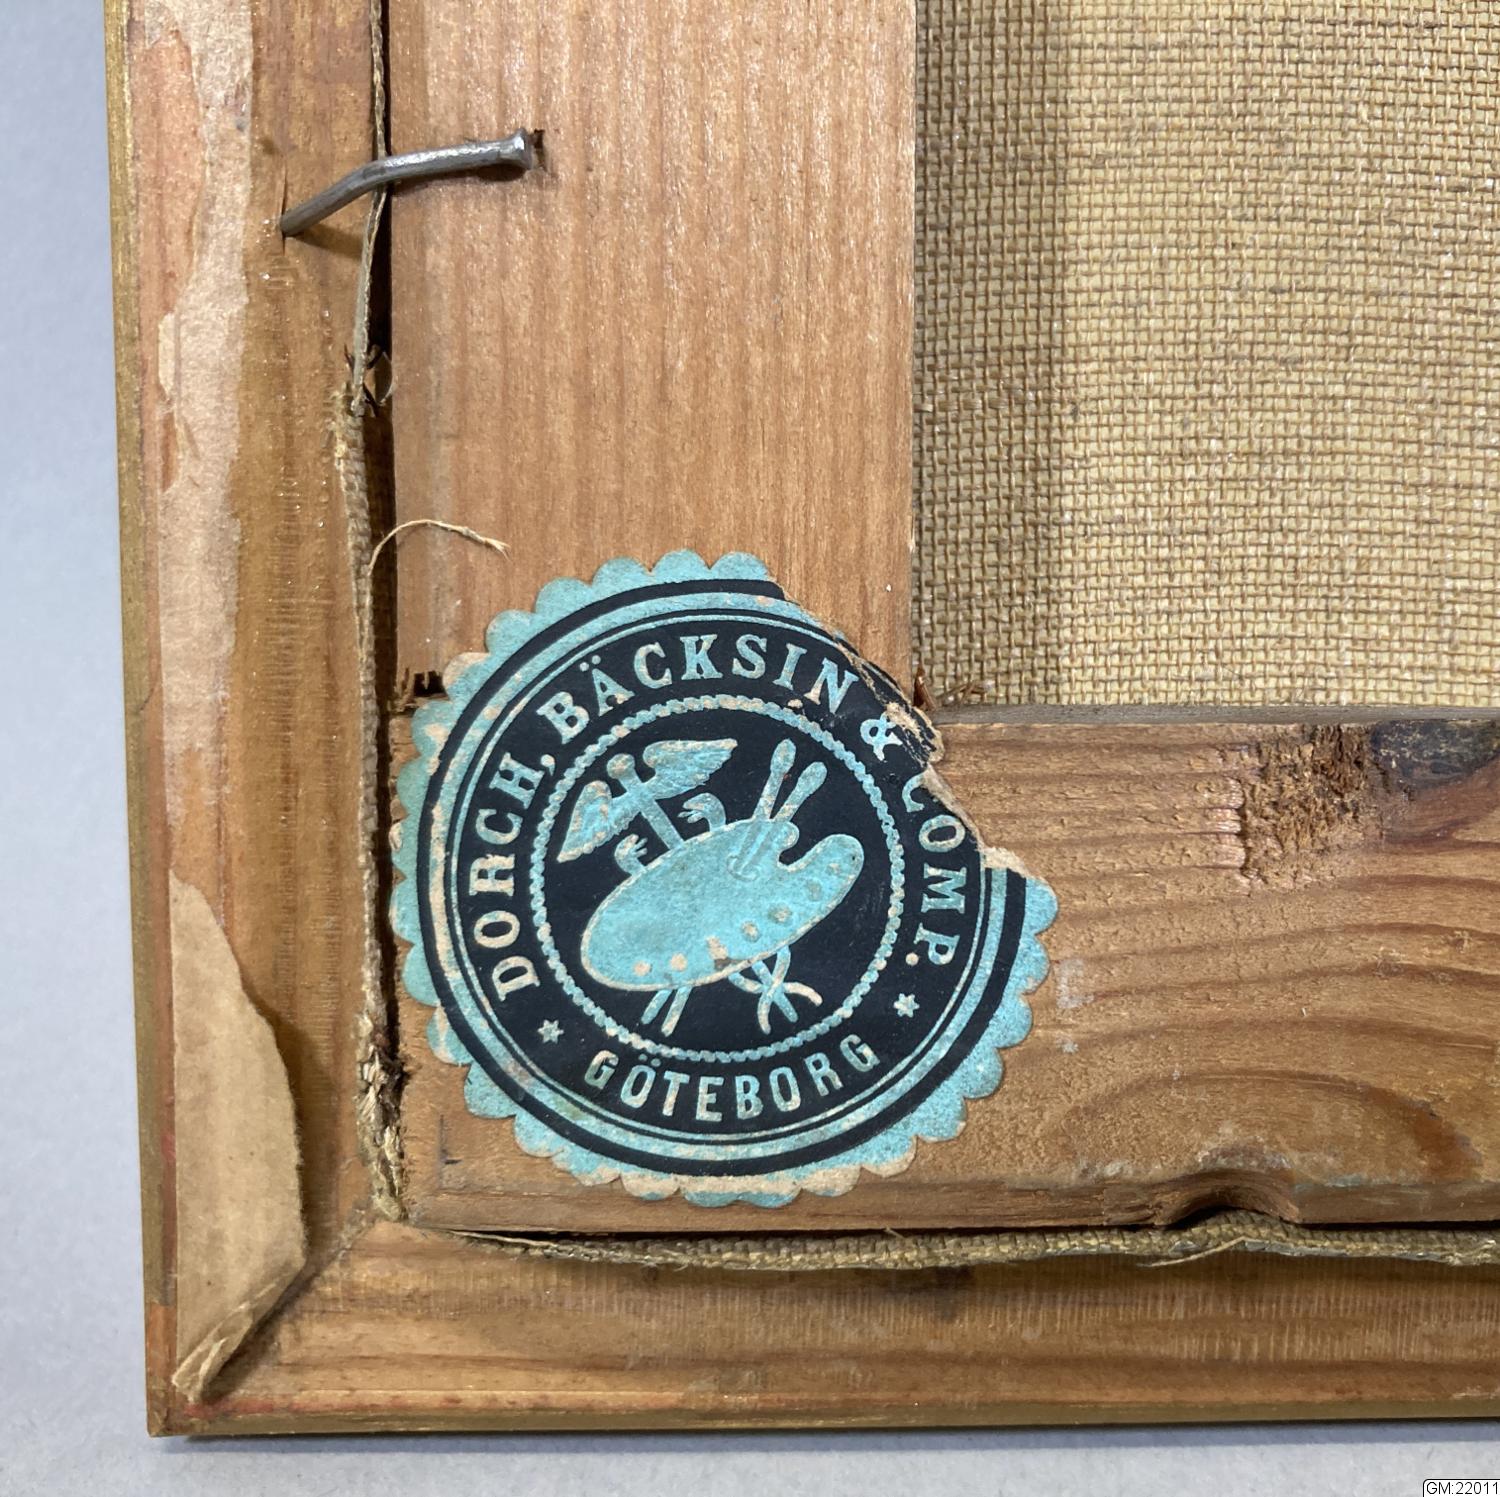 DORCH, BÄCKSIN & COMP.
* GÖTEBORG *
GM:22011